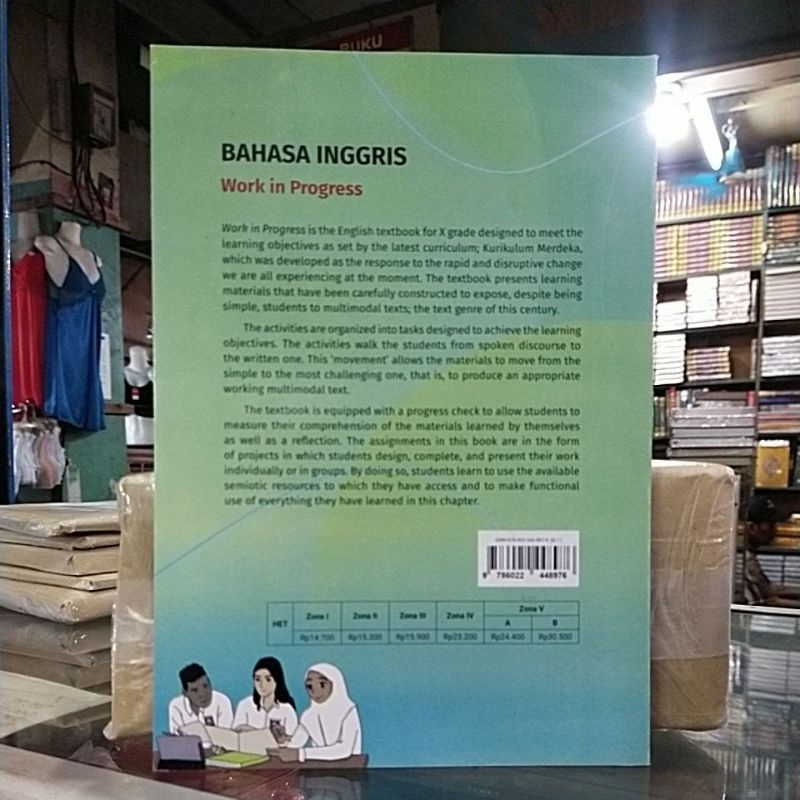 BUKU
BAHASA INGGRIS
Work in Progress
Work in Progress is the English textbook for X grade designed to meet the
learning objectives as set by the latest curriculum; Kurikulum Merdeka,
which was developed as the response to the rapid and disruptive change
we are all experiencing at the moment. The textbook presents learning
materials that have been carefully constructed to expose, despite being
simple, students to multimodal texts; the text genre of this century.
The activities are organized into tasks designed to achieve the learning
objectives. The activities walk the students from spoken discourse to
the written one. This 'movement' allows the materials to move from the
simple to the most challenging one, that is, to produce an appropriate
working multimodal text.
The textbook is equipped with a progress check to allow students to
measure their comprehension of the materials learned by themselves
as well as a reflection. The assignments in this book are in the form
of projects in which students design, complete, and present their work
individually or in groups. By doing so, students learn to use the available
semiotic resources to which they have access and to make functional
use of everything they have learned in this chapter.
9 786022 448976
HET Zona I Zona II Zona III Zona IV Zona V
A B
Rp14.700 Rp15.300 Rp15.900 Rp23.200 Rp24.400 Rp30.500